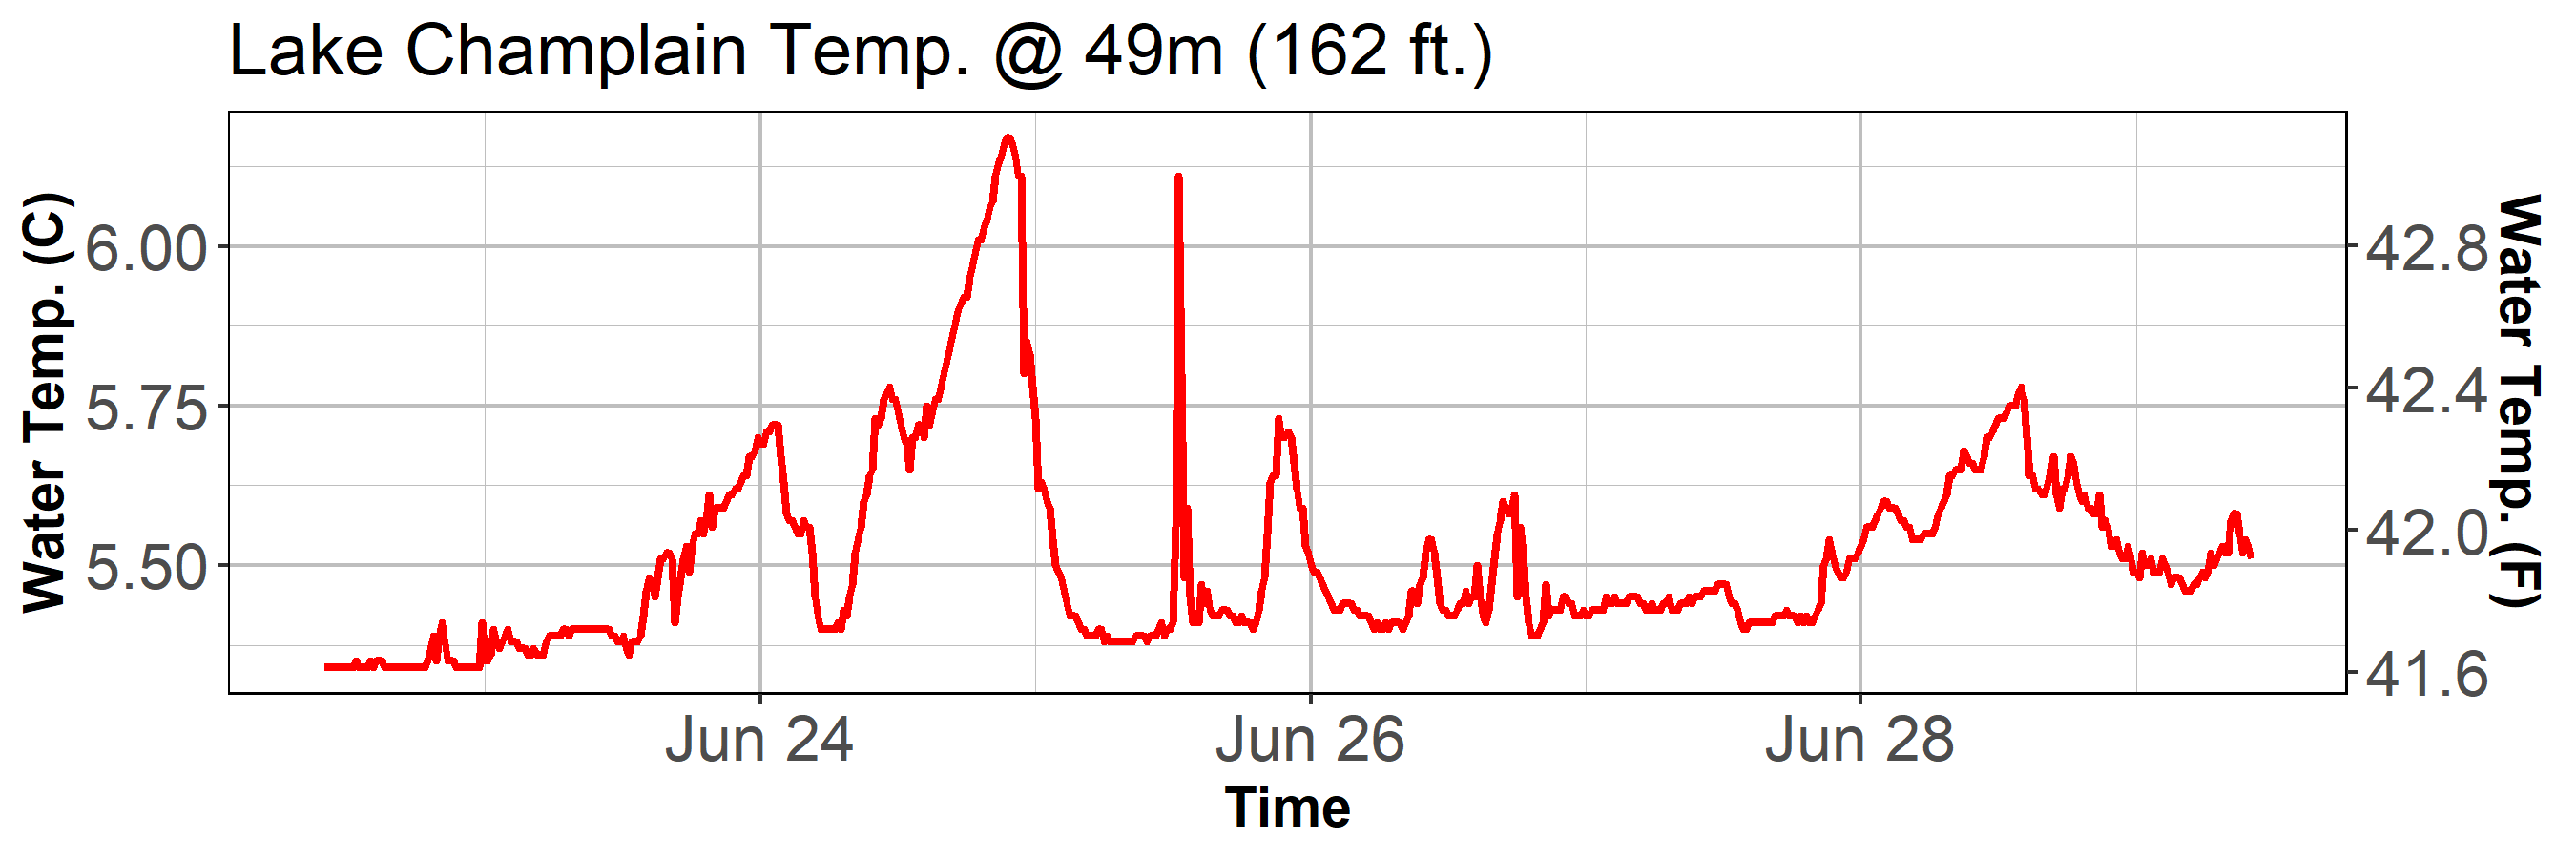 Lake Champlain Temp. @ 49m (162 ft.)
Water Temp. (C)
6.00
5.75
5.50
42.8
42.4
42.0
41.6
Water Temp. (F)
Jun 24
Jun 26
Jun 28
Time